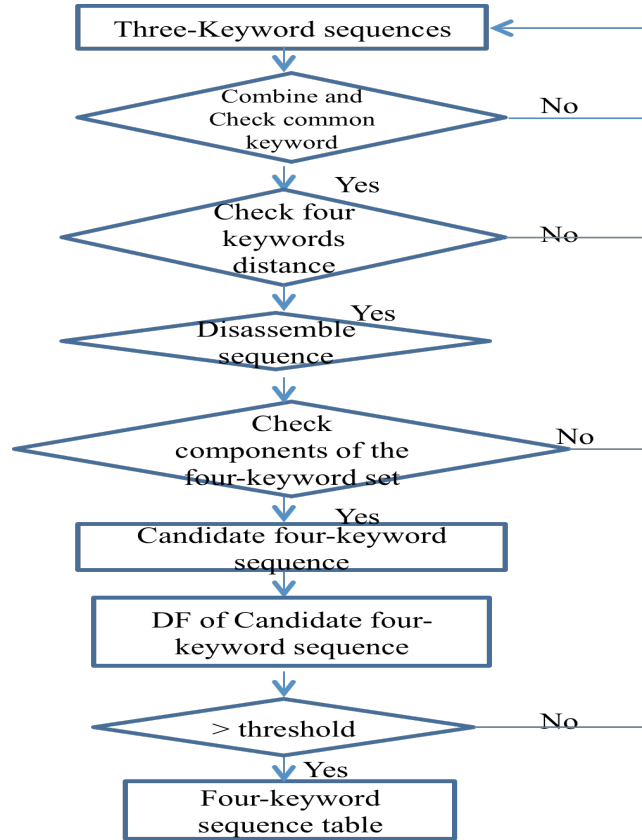 Three-Keyword sequences
Combine and
Check common
keyword
No
Yes
Check four
keywords
distance
No
Yes
Disassemble
sequence
Check
components of the
four-keyword set
No
Yes
Candidate four-keyword
sequence
DF of Candidate four-
keyword sequence
> threshold
No
Yes
Four-keyword
sequence table